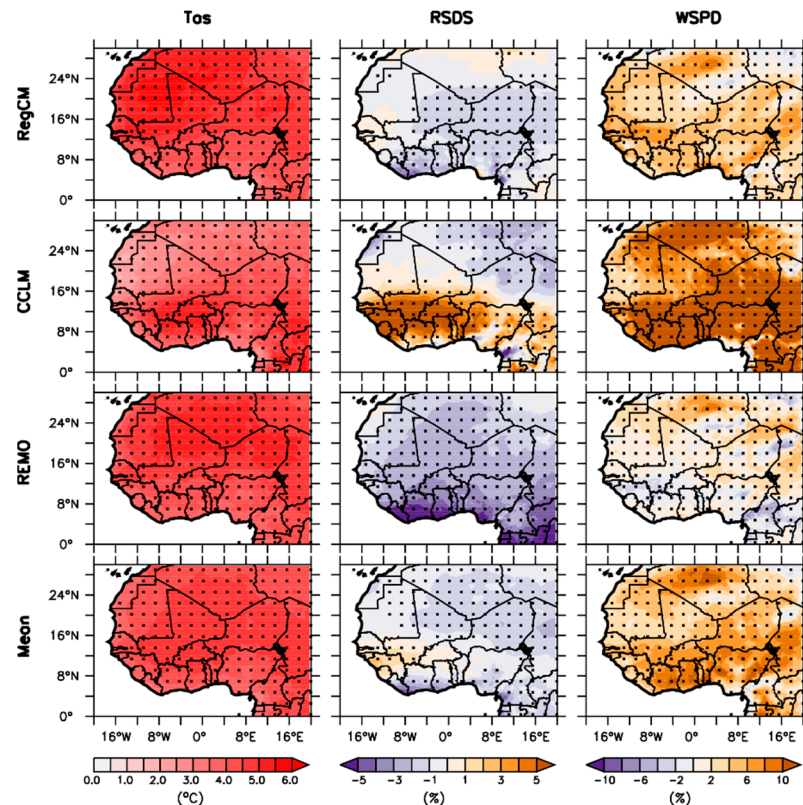 Tas RSDS WSPD
RegCM
24°N
16°N
8°N
0°
CCLM
24°N
16°N
8°N
0°
REMO
24°N
16°N
8°N
0°
Mean
24°N
16°N
8°N
0°
16°W 8°W 0° 8°E 16°E 16°W 8°W 0° 8°E 16°E 16°W 8°W 0° 8°E 16°E
0.0 1.0 2.0 3.0 4.0 5.0 6.0 -5 -3 -1 1 3 5 -10 -6 -2 2 6 10
(°C) (%) (%)